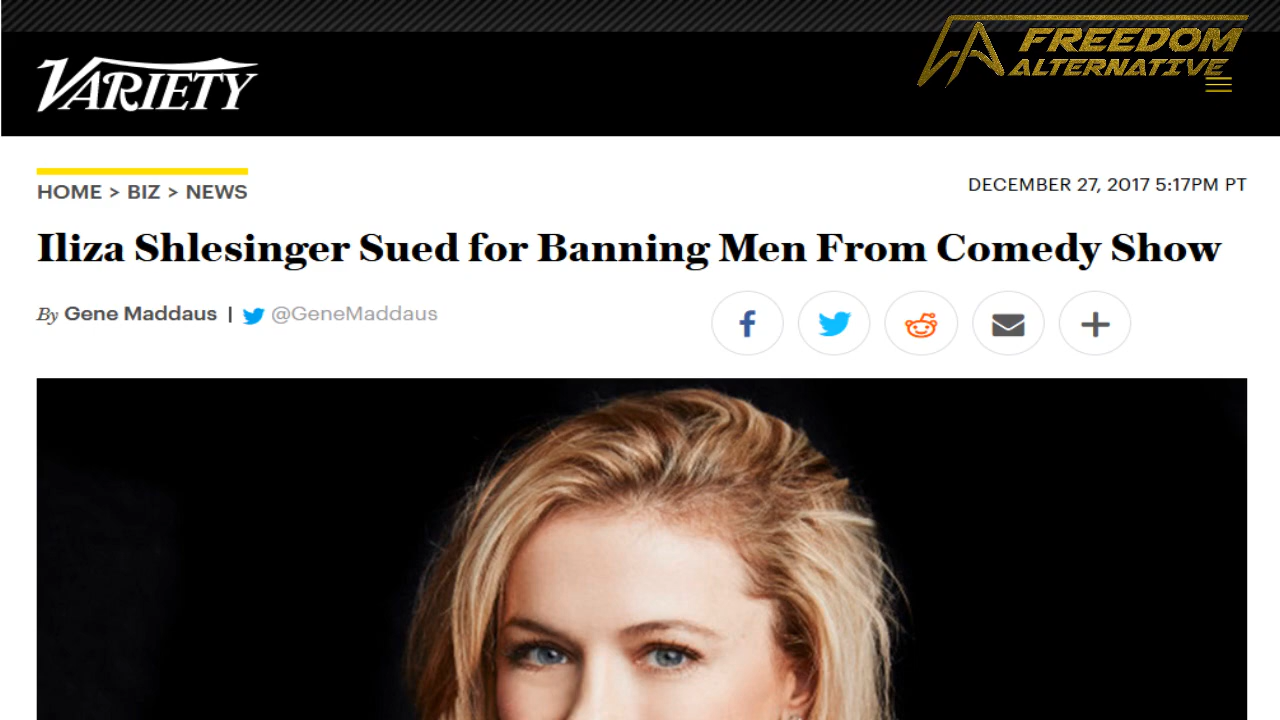 FREEDOM
ALTERNATIVE
VARIETY
HOME > BIZ > NEWS
DECEMBER 27, 2017 5:17PM PT
Iliza Shlesinger Sued for Banning Men From Comedy Show
By Gene Maddaus | @GeneMaddaus